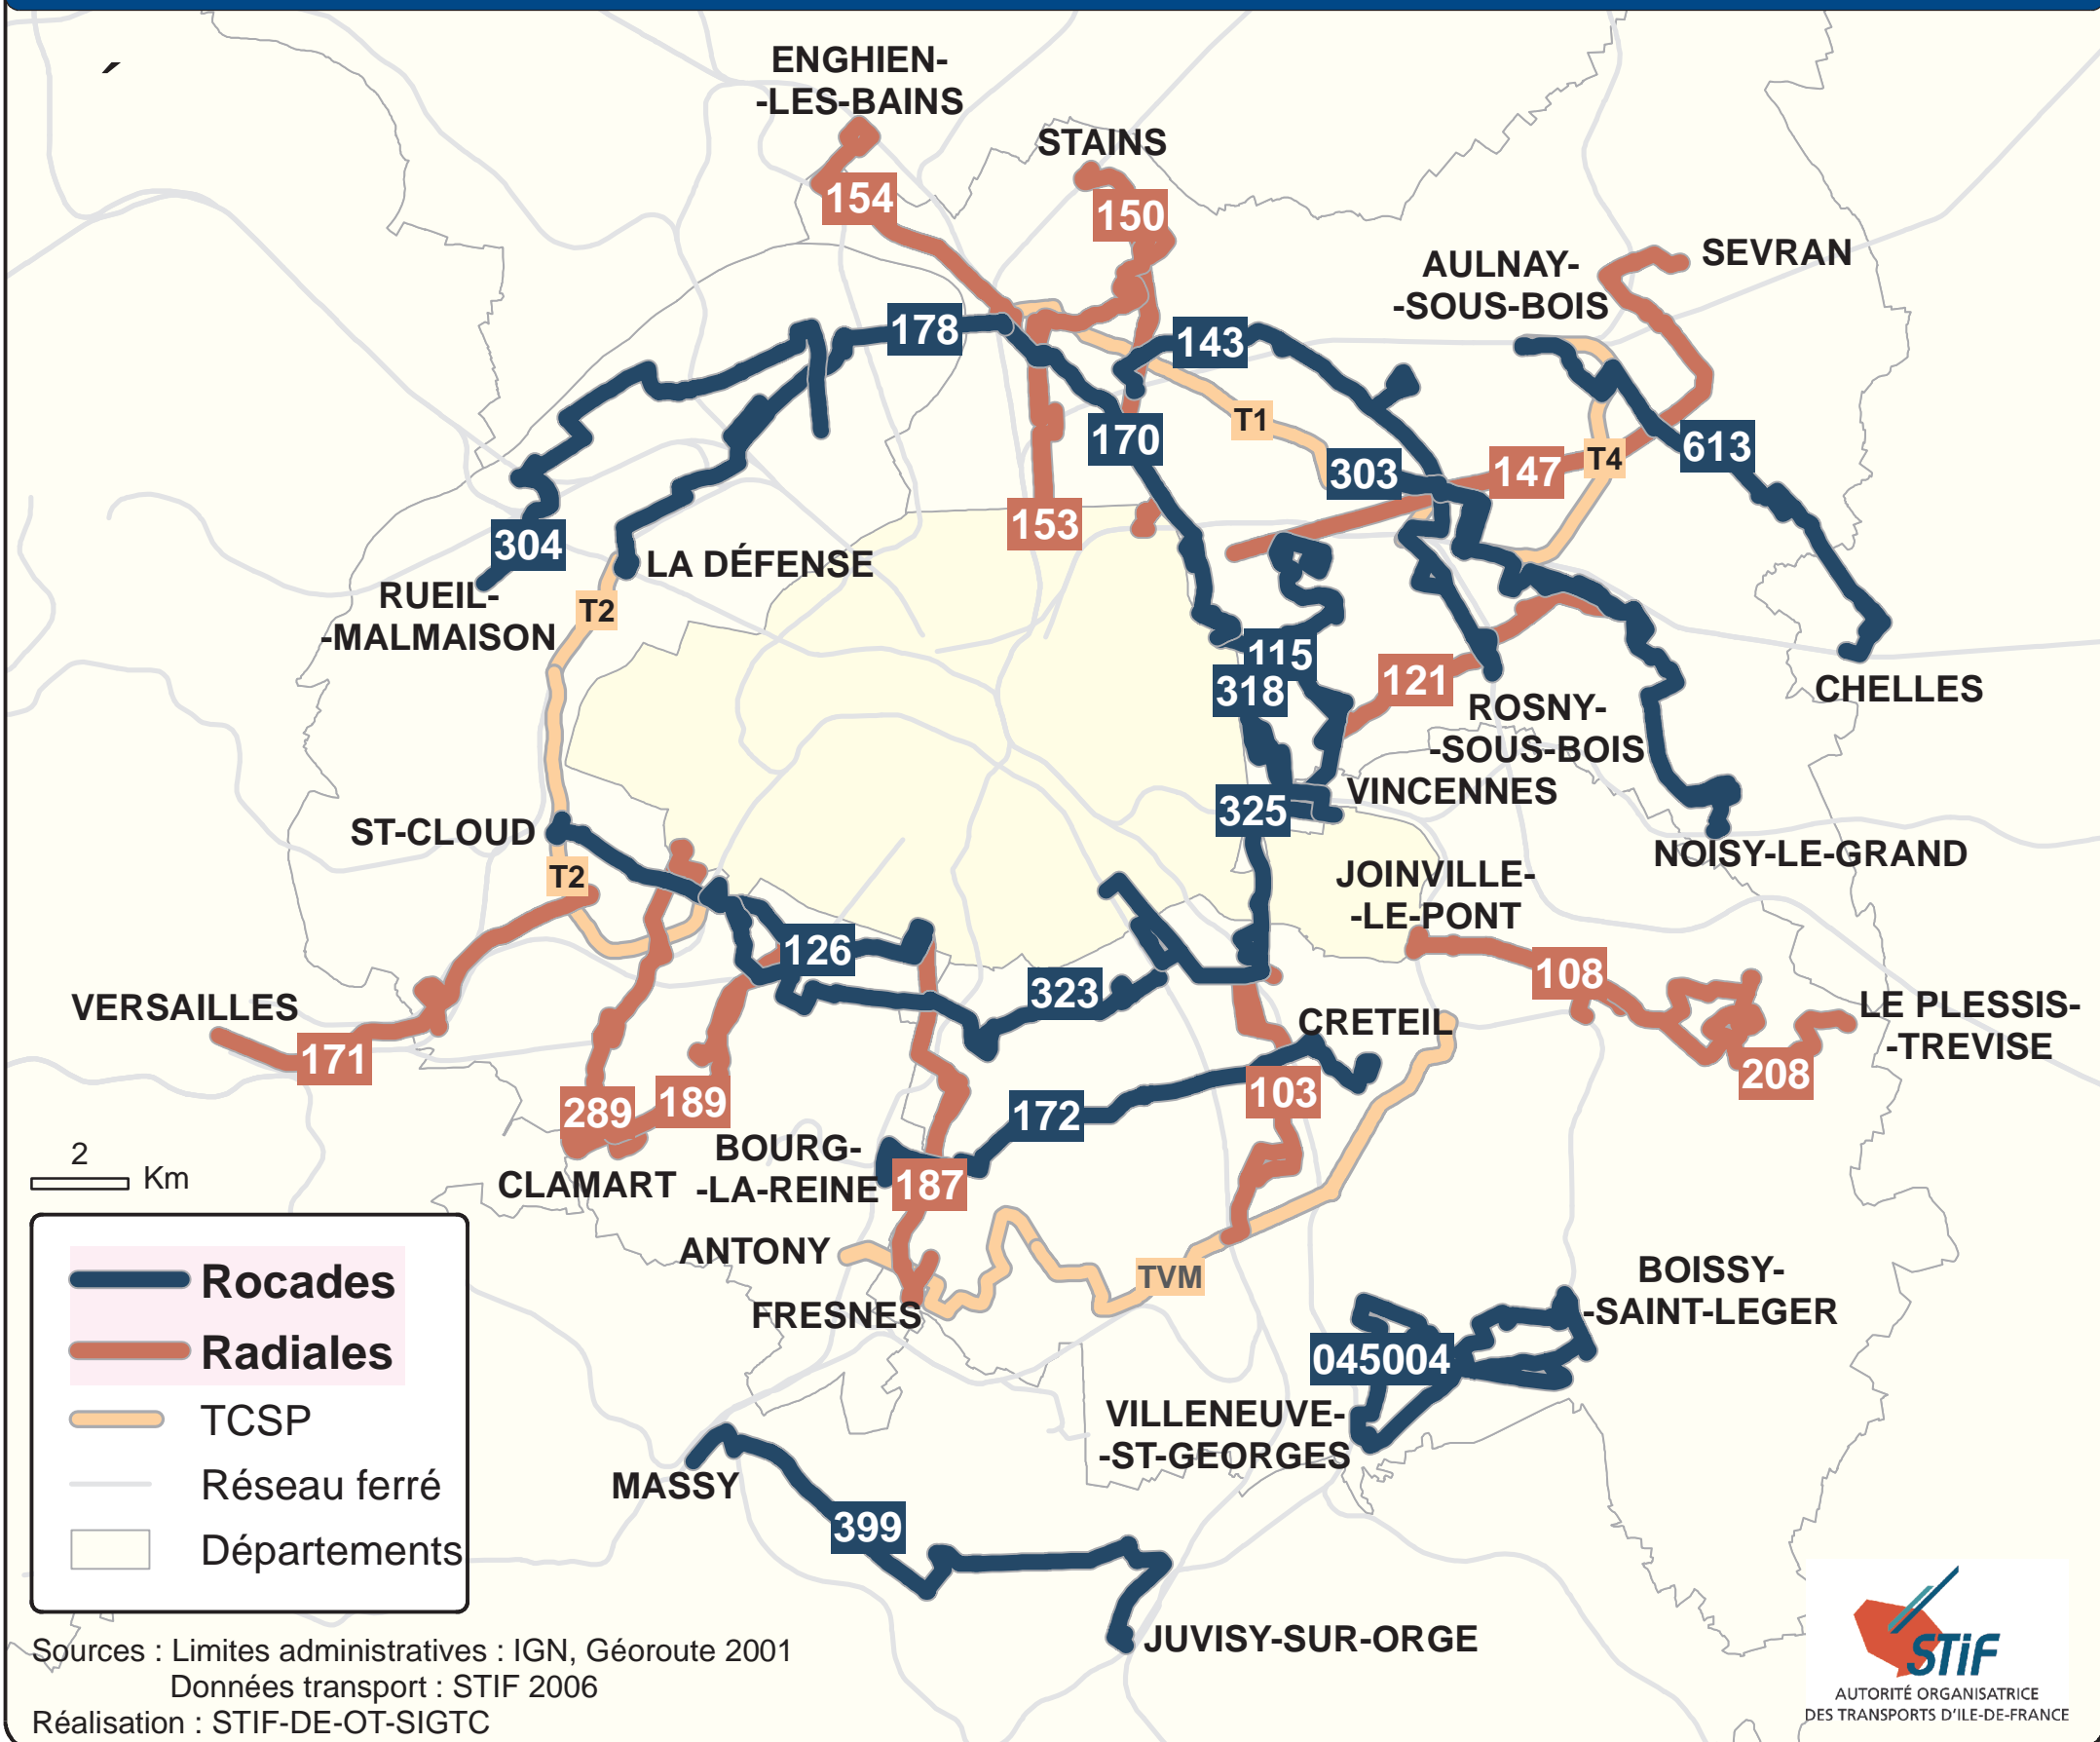 ENGHIEN-
-LES-BAINS
STAINS
154
150
SEVRAN
AULNAY-
-SOUS-BOIS
178
143
T1
170
613
303
147
T4
153
304
LA DÉFENSE
RUEIL-
-MALMAISON
T2
115
318
121
CHELLES
ROSNY-
-SOUS-BOIS
VINCENNES
325
ST-CLOUD
NOISY-LE-GRAND
T2
JOINVILLE-
-LE-PONT
126
108
323
VERSAILLES
LE PLESSIS-
-TREVISE
CRETEIL
171
208
289
189
103
172
BOURG-
-LA-REINE
2
Km
CLAMART
187
ANTONY
TVM
FRESNES
BOISSY-
-SAINT-LEGER
045004
VILLENEUVE-
-ST-GEORGES
MASSY
399
JUVISY-SUR-ORGE
Rocades
Radiales
TCSP
Réseau ferré
Départements
Sources : Limites administratives : IGN, Géoroute 2001
Données transport : STIF 2006
Réalisation : STIF-DE-OT-SIGTC
STiF
AUTORITÉ ORGANISATRICE
DES TRANSPORTS D'ILE-DE-FRANCE